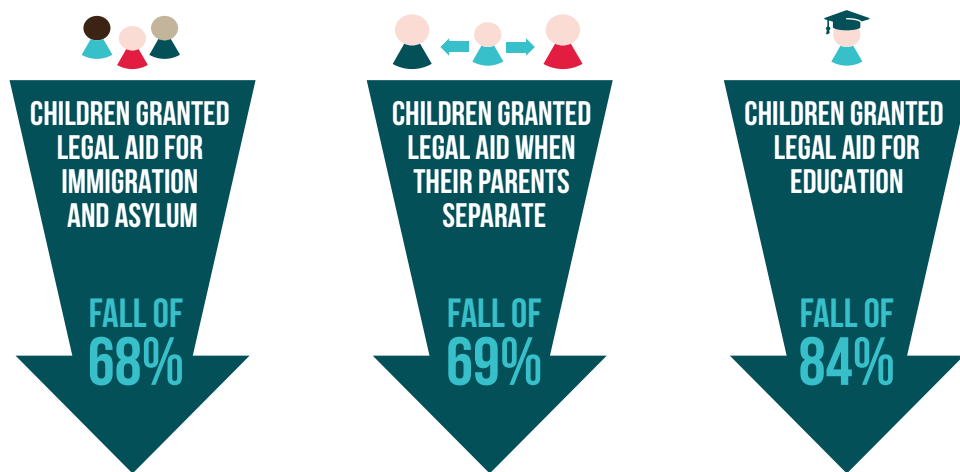 CHILDREN GRANTED
LEGAL AID FOR
IMMIGRATION
AND ASYLUM
FALL OF
68%
CHILDREN GRANTED
LEGAL AID WHEN
THEIR PARENTS
SEPARATE
FALL OF
69%
CHILDREN GRANTED
LEGAL AID FOR
EDUCATION
FALL OF
84%